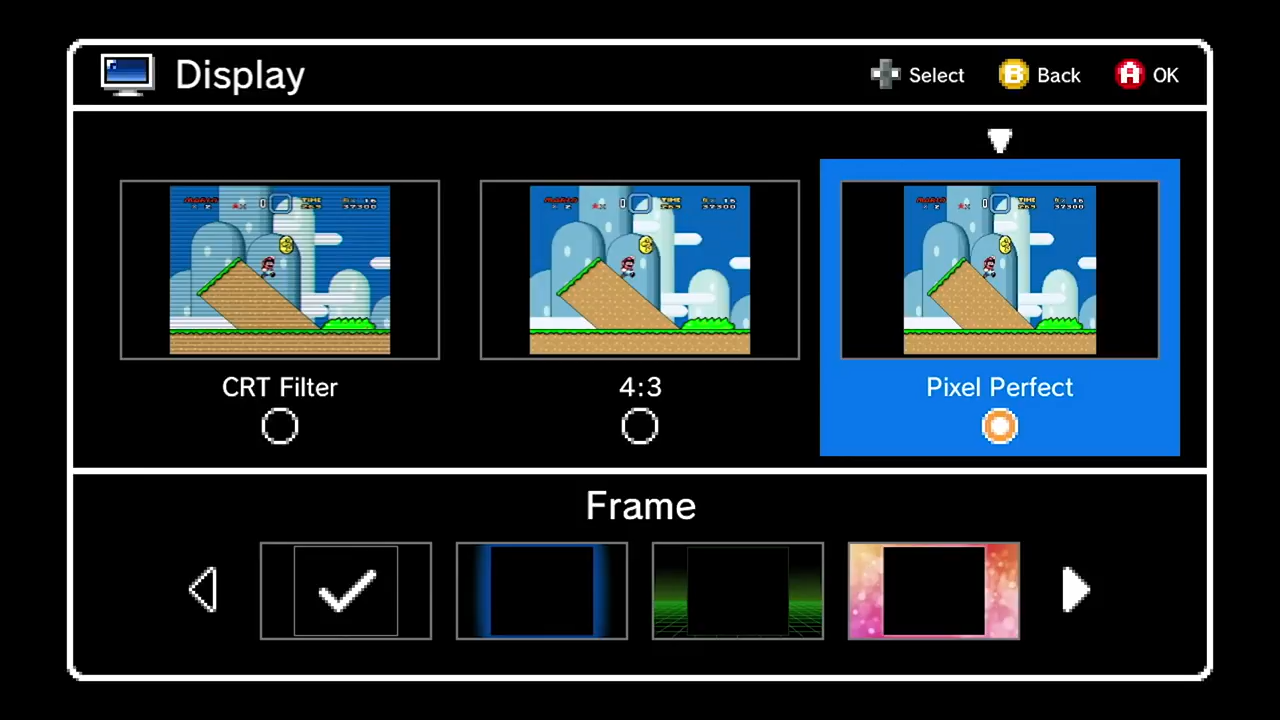 Display
Select
B Back
A OK
CRT Filter
4:3
Pixel Perfect
Frame